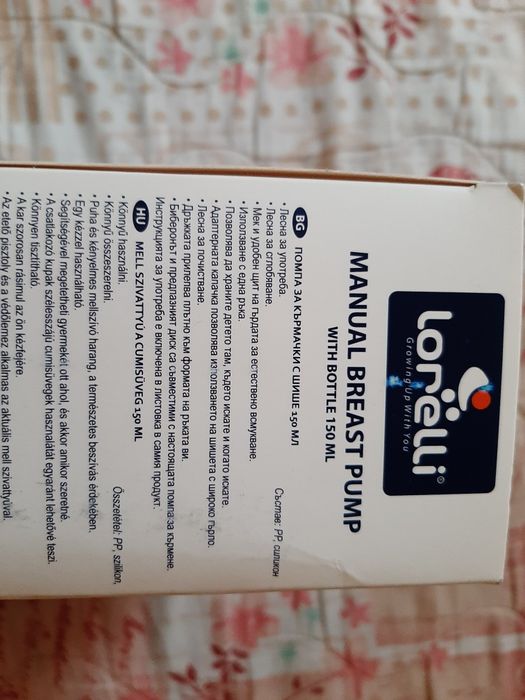 lorelli®
Growing Up With You
MANUAL BREAST PUMP
WITH BOTTLE 150 ML
BG ПОМПА ЗА КЪРМАЧКИ С ШИШЕ 150 МЛ
Състав: PP, силикон
• Лесна за употреба.
• Лесна за сглобяване.
• Мек и удобен щит на гърдата за естествено всмукване.
• Използване с една ръка.
• Позволява да храните детето там, където искате и когато искате.
• Адаптерната капачка позволява използването на шишета с широко гърло.
• Лесна за почистване.
• Дръжката прилепва плътно към формата на ръката ви.
• Биберонът и предпазният диск са съвместими с настоящата помпа за кърмене.
Инструкцията за употреба е включена в листовка в самия продукт.
HU MELL SZIVATTYÚ A CUMISÜVEG 150 ML
Összetétel: PP, szilikon,
• Könnyű használni.
• Könnyű összeszerelni.
• Puha és kényelmes mellszívó harang, a természetes beszívás érdekében.
• Egy kézzel használható.
• Segítségével megetetheti gyermekét ott ahol, és akkor amikor szeretné.
• A csatlakozó kupak szélesszájú cumisüvegek használatát egyaránt lehetővé teszi.
• Könnyen tisztítható.
• A kar szorosan rásimul az ön kézfejére.
• Az etető pisztoly és a védőlemez alkalmas az aktuális mell szivattyúval.